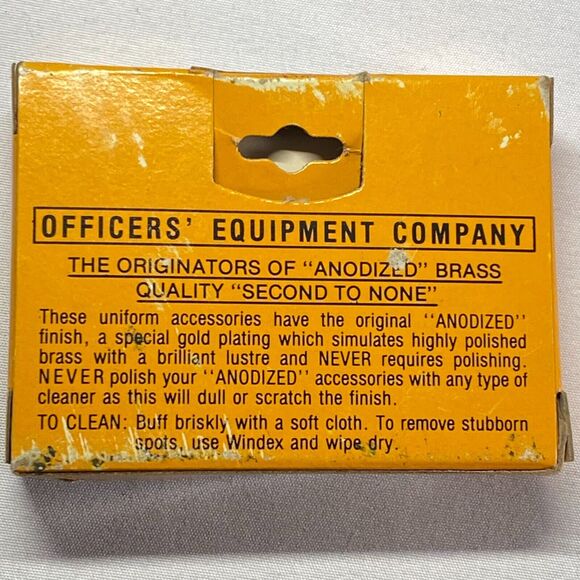 OFFICERS' EQUIPMENT COMPANY
THE ORIGINATORS OF "ANODIZED" BRASS
QUALITY "SECOND TO NONE"
These uniform accessories have the original "ANODIZED"
finish, a special gold plating which simulates highly polished
brass with a brilliant lustre and NEVER requires polishing.
NEVER polish your "ANODIZED" accessories with any type of
cleaner as this will dull or scratch the finish.
TO CLEAN: Buff briskly with a soft cloth. To remove stubborn
spots, use Windex and wipe dry.